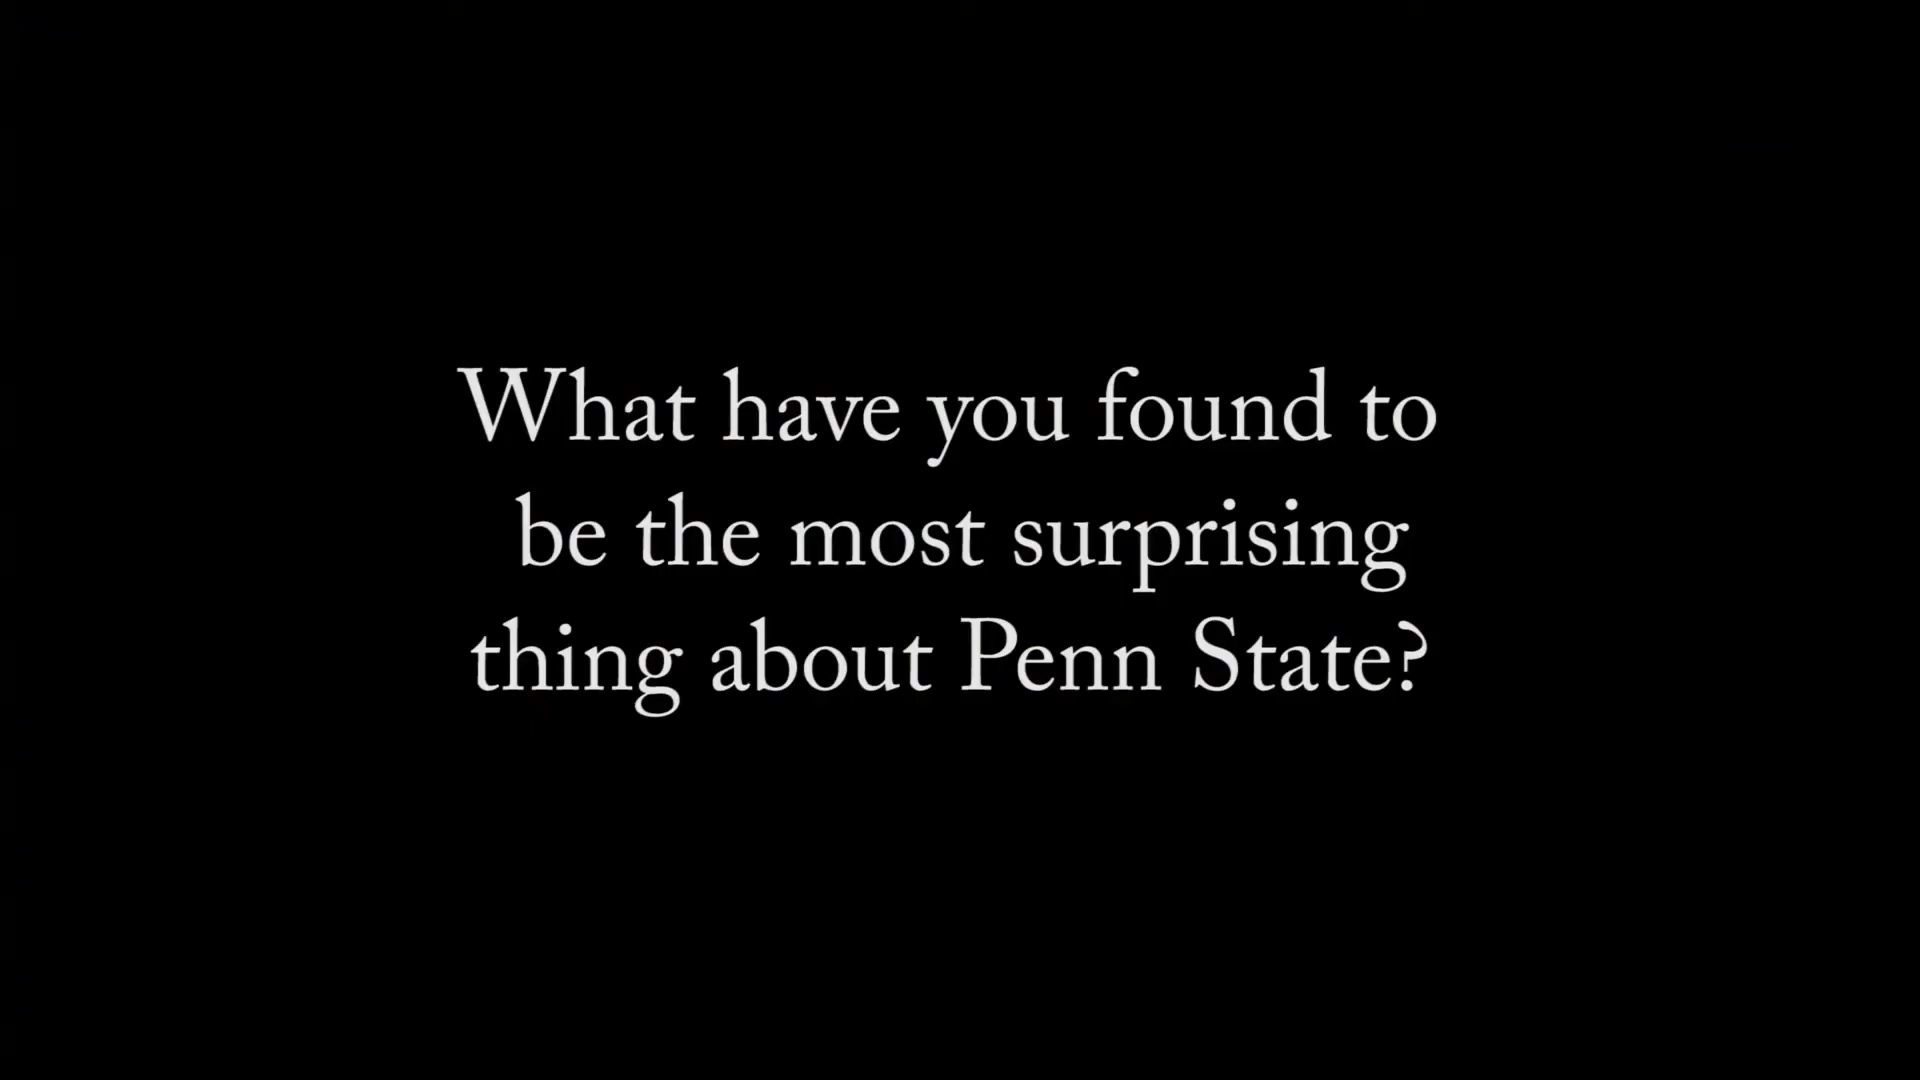 What have you found to
be the most surprising
thing about Penn State?